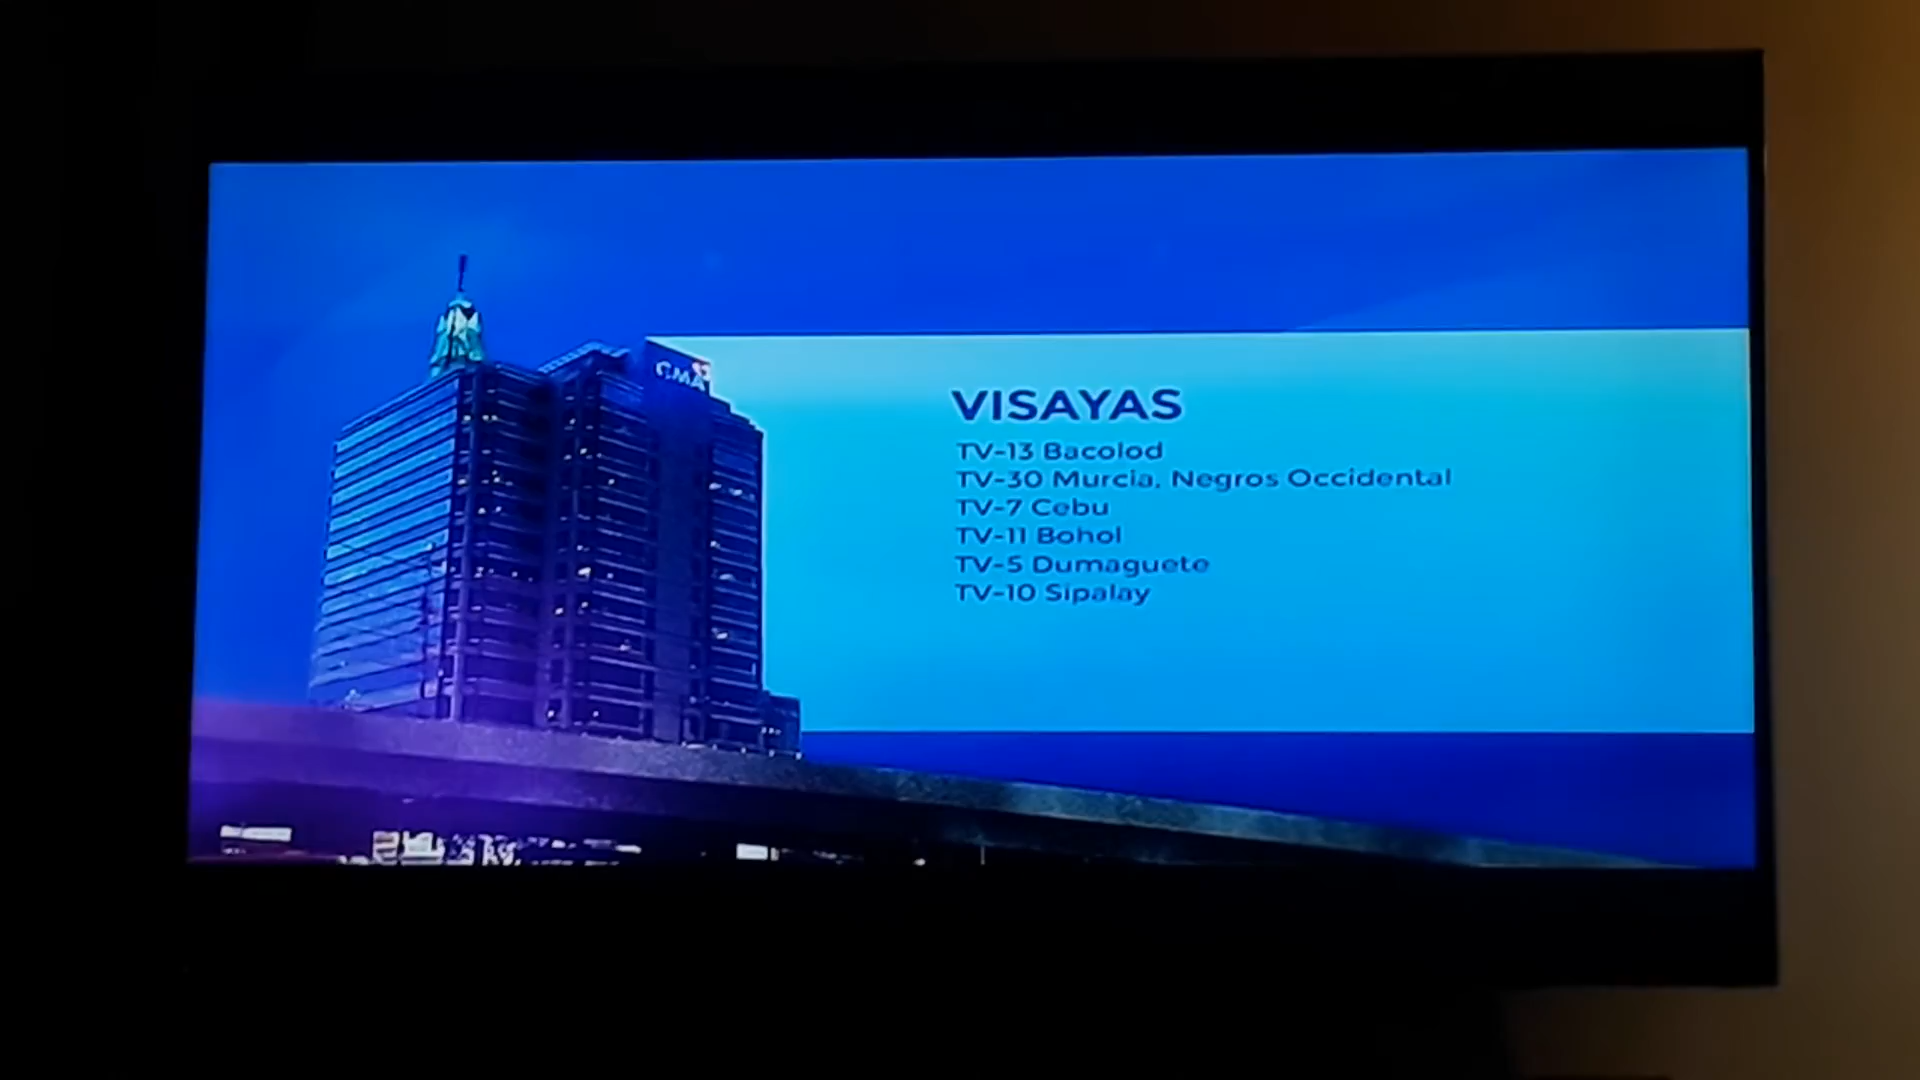 GMA
VISAYAS
TV-13 Bacolod
TV-30 Murcia, Negros Occidental
TV-7 Cebu
TV-11 Bohol
TV-5 Dumaguete
TV-10 Sipalay